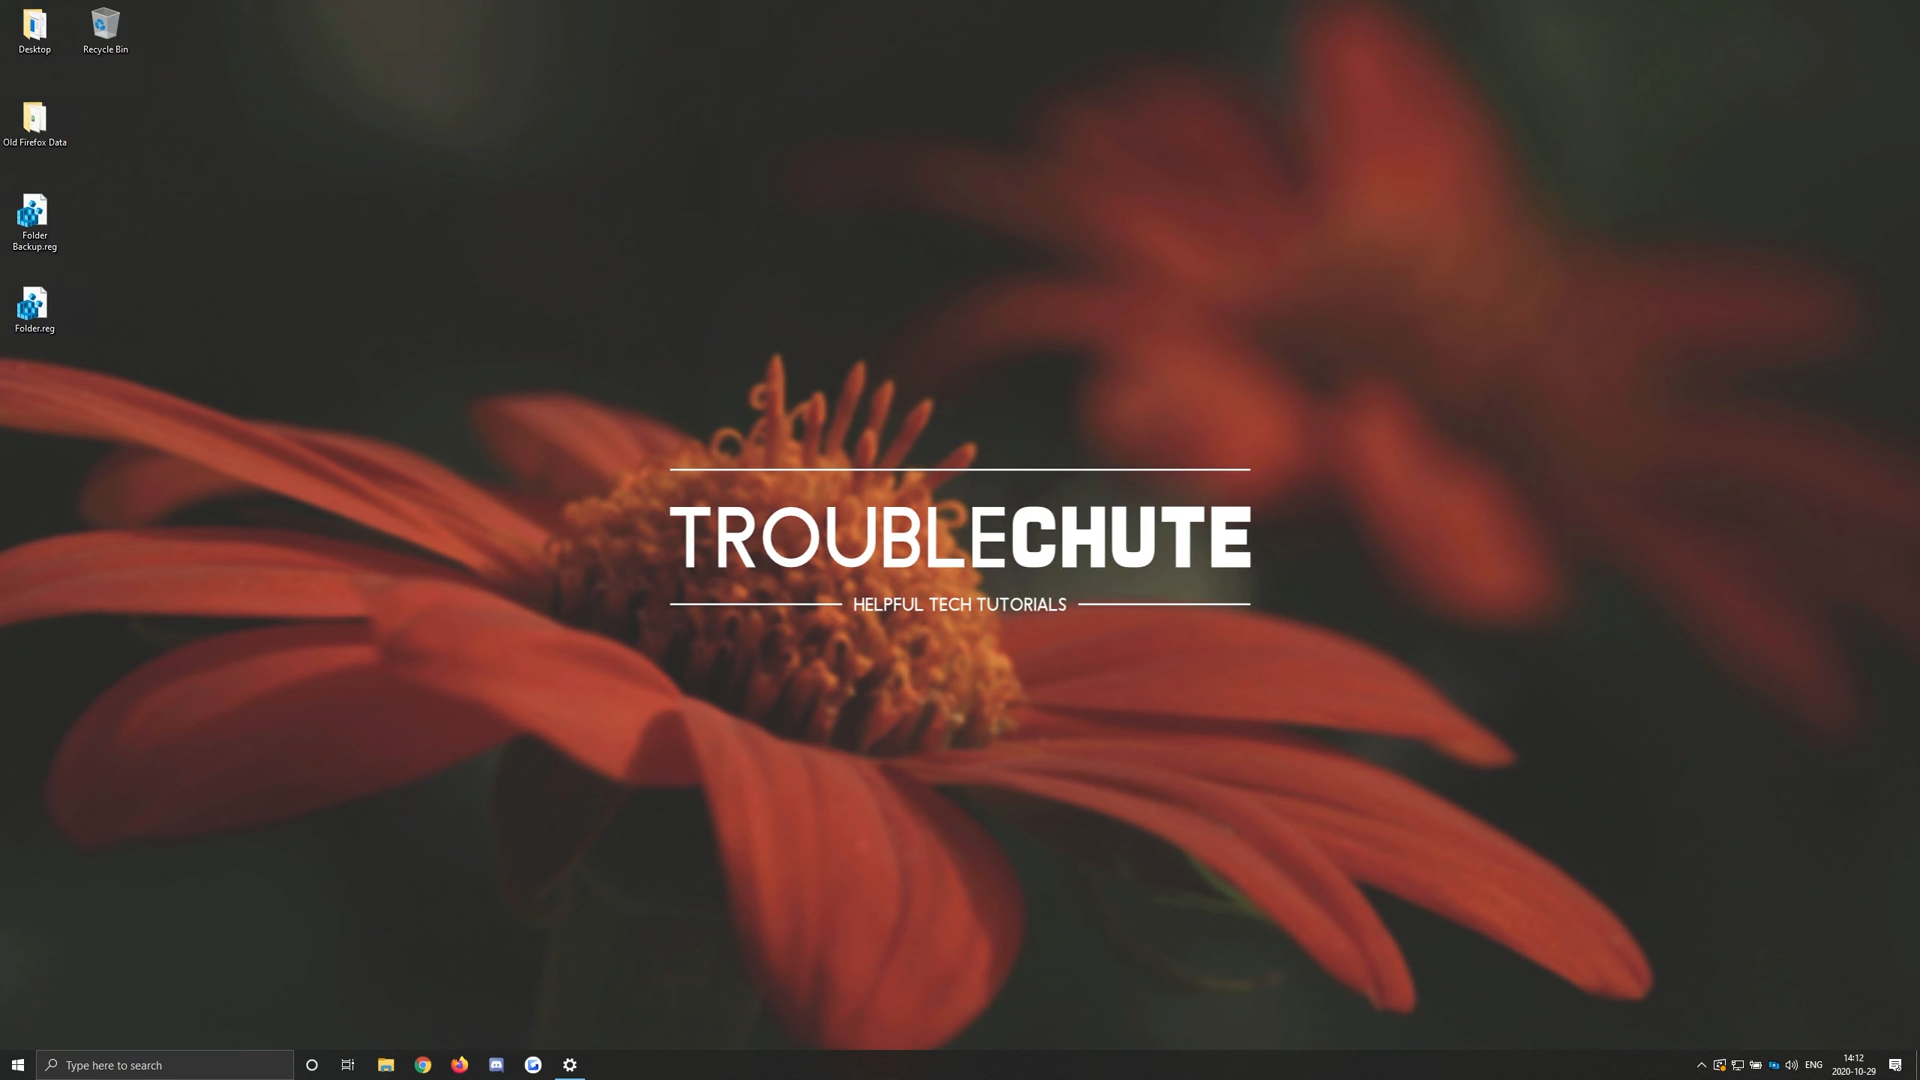 Desktop
Recycle Bin
Old Firefox Data
Folder
Backup.reg
Folder.reg
TROUBLECHUTE
HELPFUL TECH TUTORIALS
Type here to search
ENG
14:12
2020-10-29